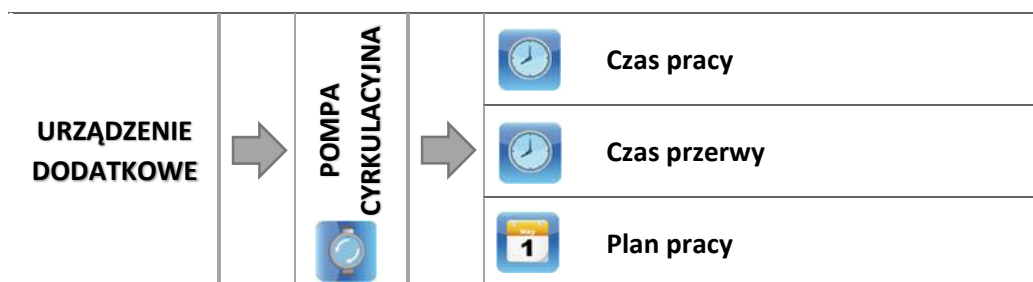 URZĄDZENIE
DODATKOWE
POMPA
CYRKULACYJNA
Czas pracy
Czas przerwy
May
1
Plan pracy